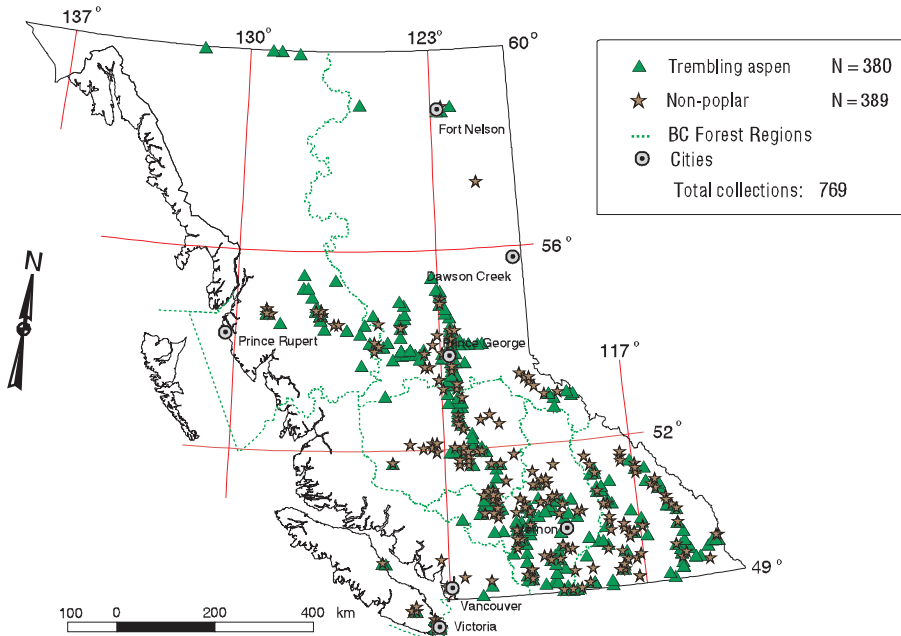 137°
130°
123°
60°
Trembling aspen N = 380
Non-poplar N = 389
BC Forest Regions
Cities
Total collections: 769
Fort Nelson
56°
Dawson Creek
N
Prince Rupert
Prince George
117°
52°
Vernon
49°
Vancouver
Victoria
100 0 200 400 km